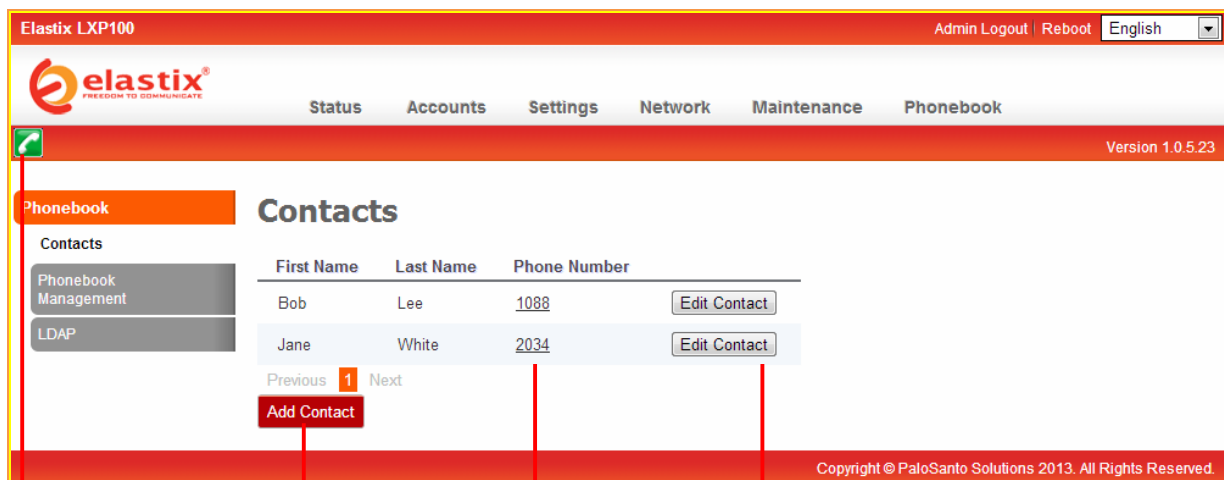 Elastix LXP100 Admin Logout | Reboot English
elastix®
FREEDOM TO COMMUNICATE
Status Accounts Settings Network Maintenance Phonebook
Version 1.0.5.23
Phonebook
Contacts
Phonebook
Management
LDAP
Contacts
First Name Last Name Phone Number
Bob Lee 1088 Edit Contact
Jane White 2034 Edit Contact
Previous 1 Next
Add Contact
Copyright © PaloSanto Solutions 2013. All Rights Reserved.